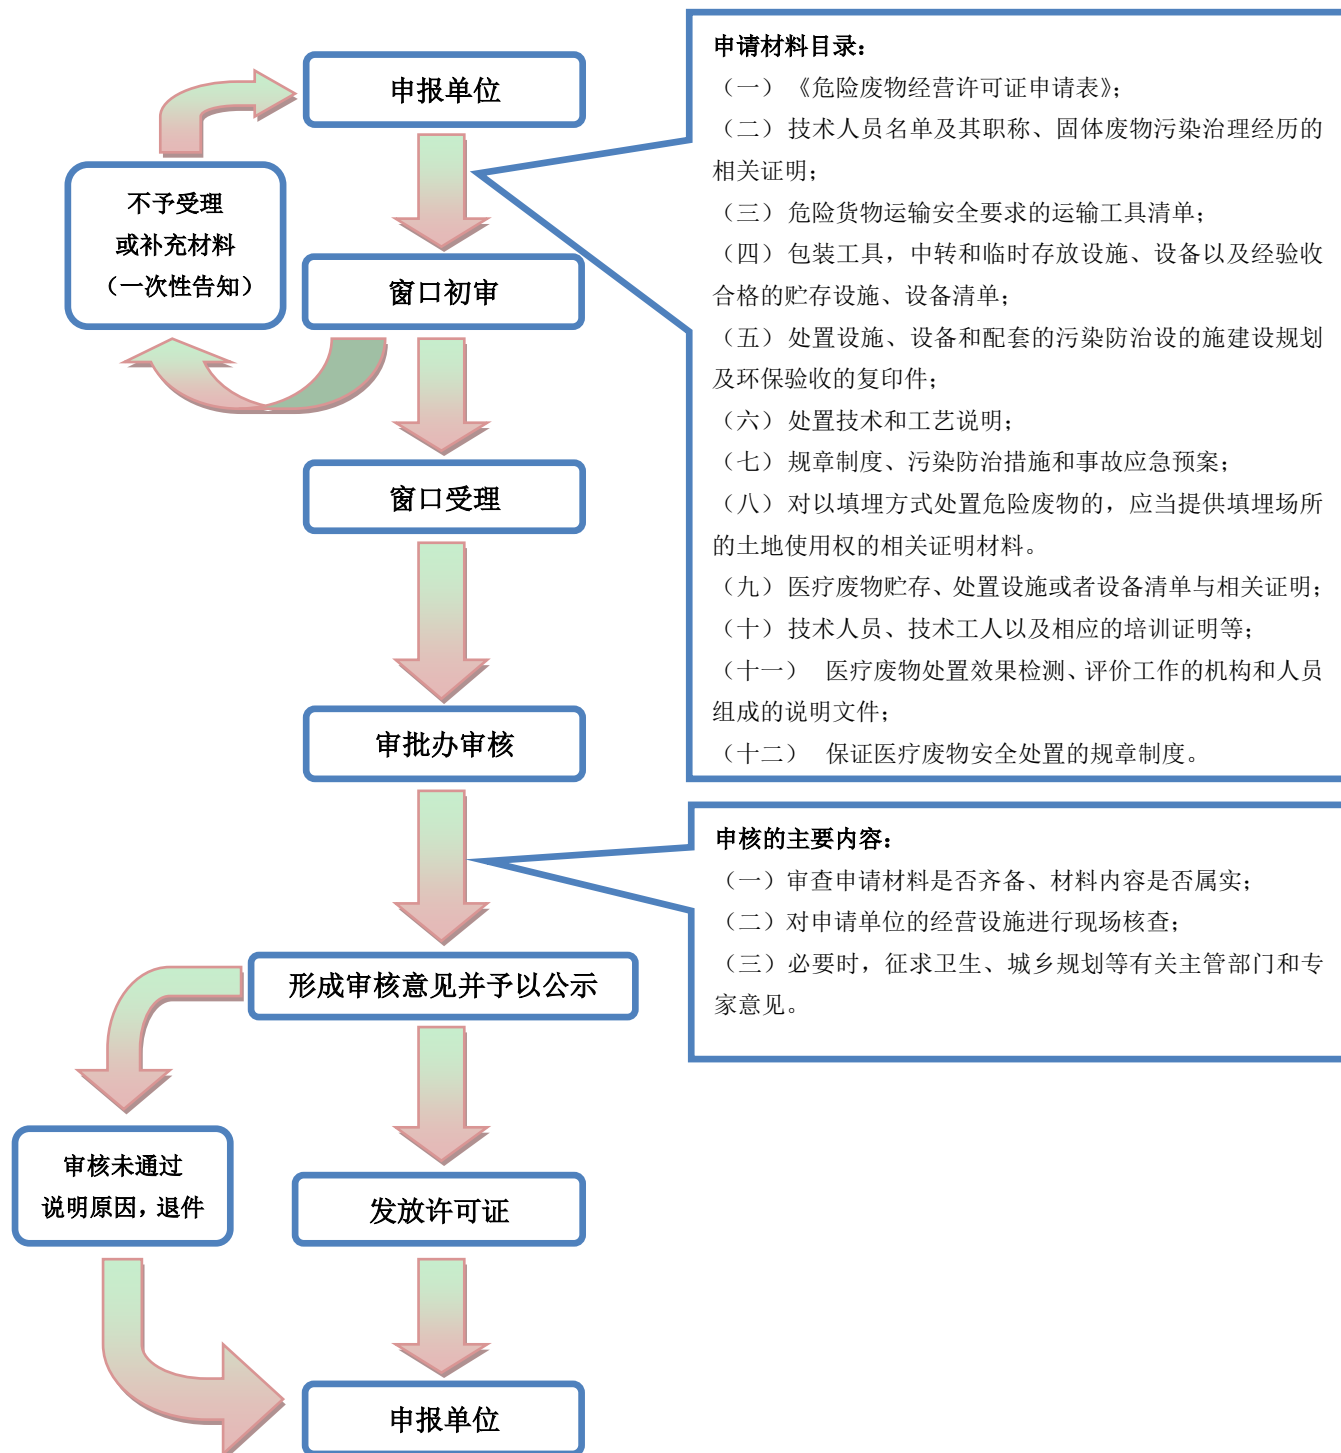 申报单位
不予受理
或补充材料
（一次性告知）
窗口初审
窗口受理
审批办审核
形成审核意见并予以公示
审核未通过
说明原因，退件
发放许可证
申报单位
申请材料目录：
（一）《危险废物经营许可证申请表》；
（二）技术人员名单及其职称、固体废物污染治理经历的
相关证明；
（三）危险货物运输安全要求的运输工具清单；
（四）包装工具，中转和临时存放设施、设备以及经验收
合格的贮存设施、设备清单；
（五）处置设施、设备和配套的污染防治设的施建设规划
及环保验收的复印件；
（六）处置技术和工艺说明；
（七）规章制度、污染防治措施和事故应急预案；
（八）对以填埋方式处置危险废物的，应当提供填埋场所
的土地使用权的相关证明材料。
（九）医疗废物贮存、处置设施或者设备清单与相关证明；
（十）技术人员、技术工人以及相应的培训证明等；
（十一） 医疗废物处置效果检测、评价工作的机构和人员
组成的说明文件；
（十二） 保证医疗废物安全处置的规章制度。
申核的主要内容：
（一）审查申请材料是否齐备、材料内容是否属实；
（二）对申请单位的经营设施进行现场核查；
（三）必要时，征求卫生、城乡规划等有关主管部门和专
家意见。